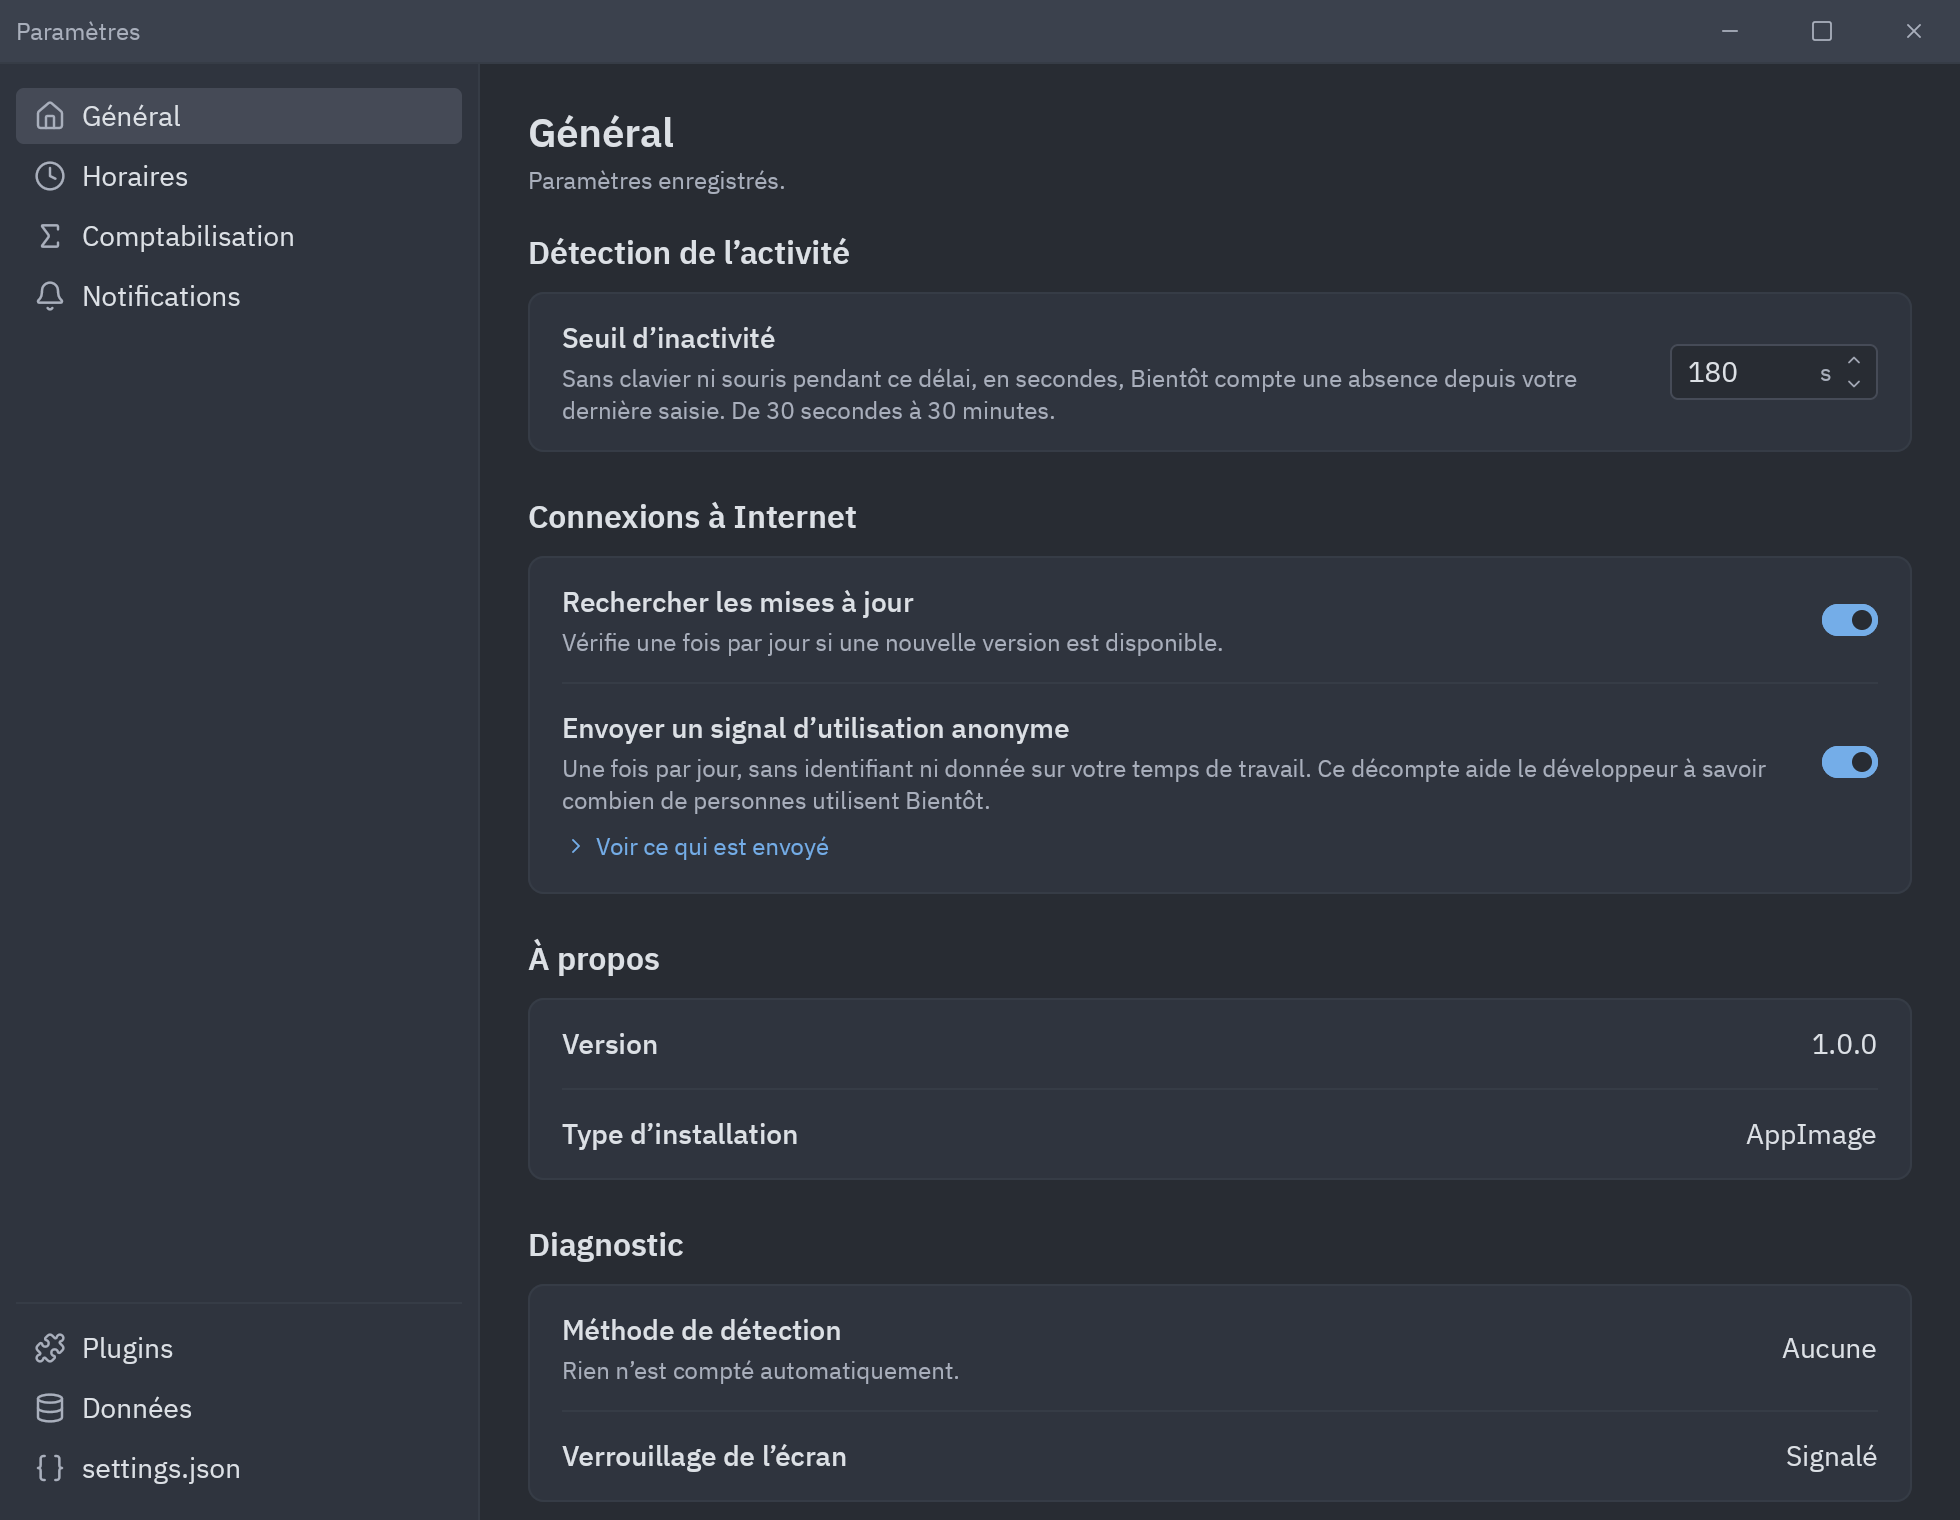 Paramètres
Général
Horaires
Comptabilisation
Notifications
Plugins
Données
settings.json
Général
Paramètres enregistrés.
Détection de l’activité
Seuil d’inactivité
Sans clavier ni souris pendant ce délai, en secondes, Bientôt compte une absence depuis votre
dernière saisie. De 30 secondes à 30 minutes.
180 s
Connexions à Internet
Rechercher les mises à jour
Vérifie une fois par jour si une nouvelle version est disponible.
Envoyer un signal d’utilisation anonyme
Une fois par jour, sans identifiant ni donnée sur votre temps de travail. Ce décompte aide le développeur à savoir
combien de personnes utilisent Bientôt.
Voir ce qui est envoyé
À propos
Version 1.0.0
Type d’installation AppImage
Diagnostic
Méthode de détection
Rien n’est compté automatiquement.
Aucune
Verrouillage de l’écran Signalé